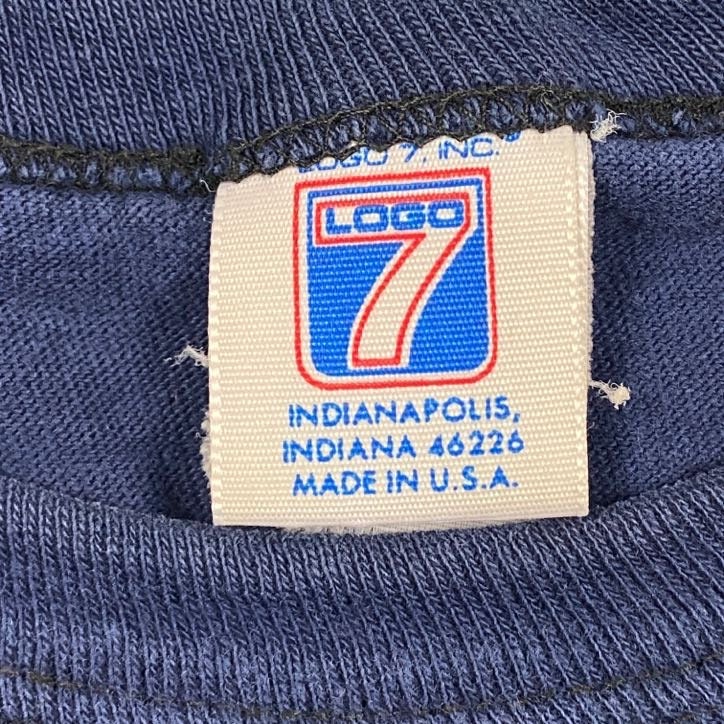 LOGO 7, INC.®
LOGO
7
INDIANAPOLIS,
INDIANA 46226
MADE IN U.S.A.